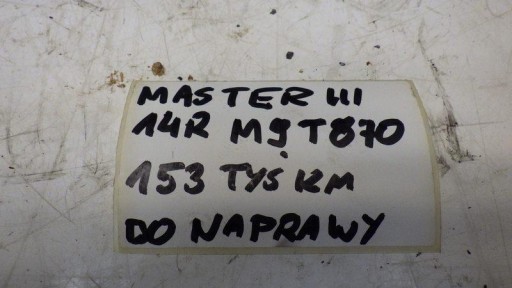 MASTER III
14R M9T870
153 TYS KM
DO NAPRAWY